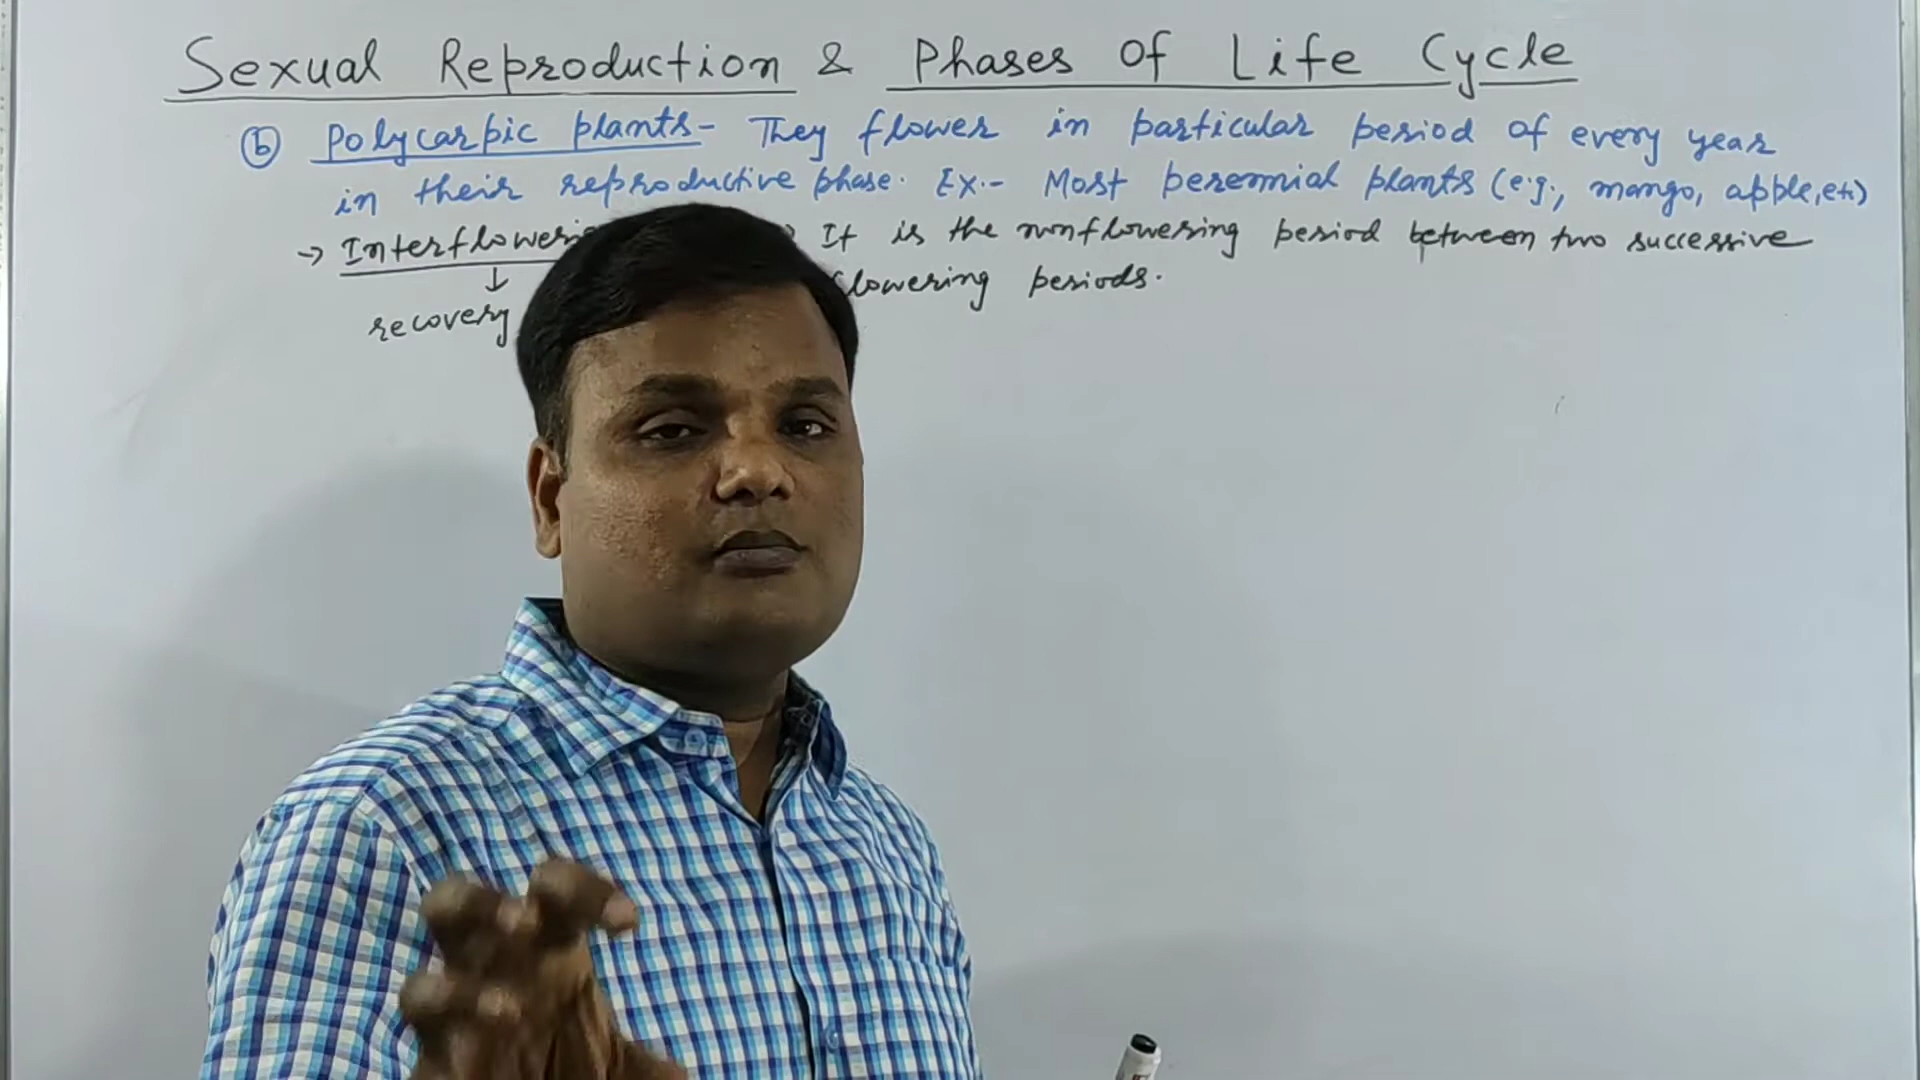 Sexual Reproduction & Phases Of Life Cycle
(b) Polycarpic plants - They flower in particular period of every year
in their reproductive phase. Ex.- Most perennial plants (e.g., mango, apple, etc)
→ It is the nonflowering period between two successive
↓ flowering periods.
recovery